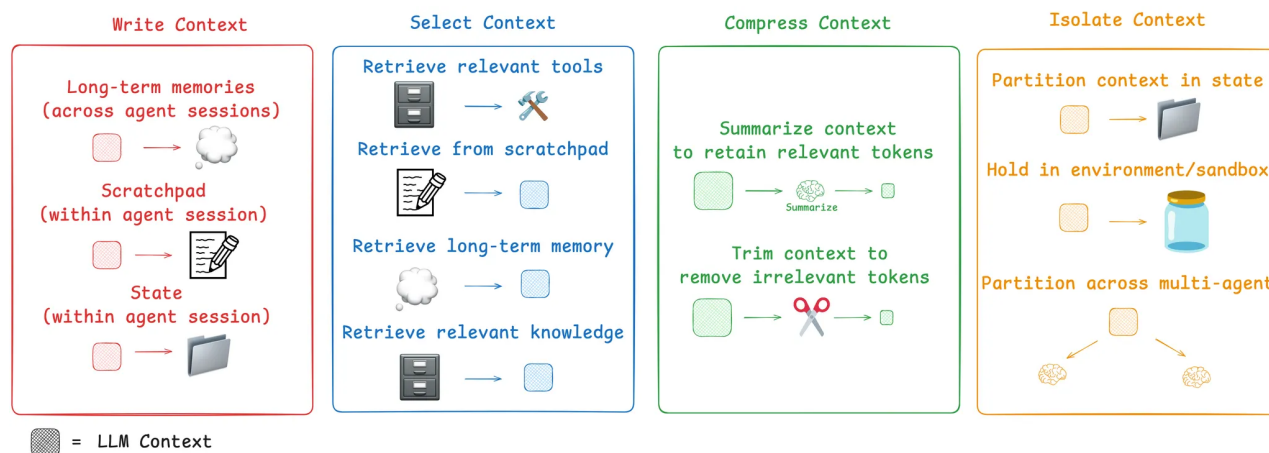 Write Context
Long-term memories
(across agent sessions)
Scratchpad
(within agent session)
State
(within agent session)
Select Context
Retrieve relevant tools
Retrieve from scratchpad
Retrieve long-term memory
Retrieve relevant knowledge
Compress Context
Summarize context
to retain relevant tokens
Summarize
Trim context to
remove irrelevant tokens
Isolate Context
Partition context in state
Hold in environment/sandbox
Partition across multi-agent
= LLM Context